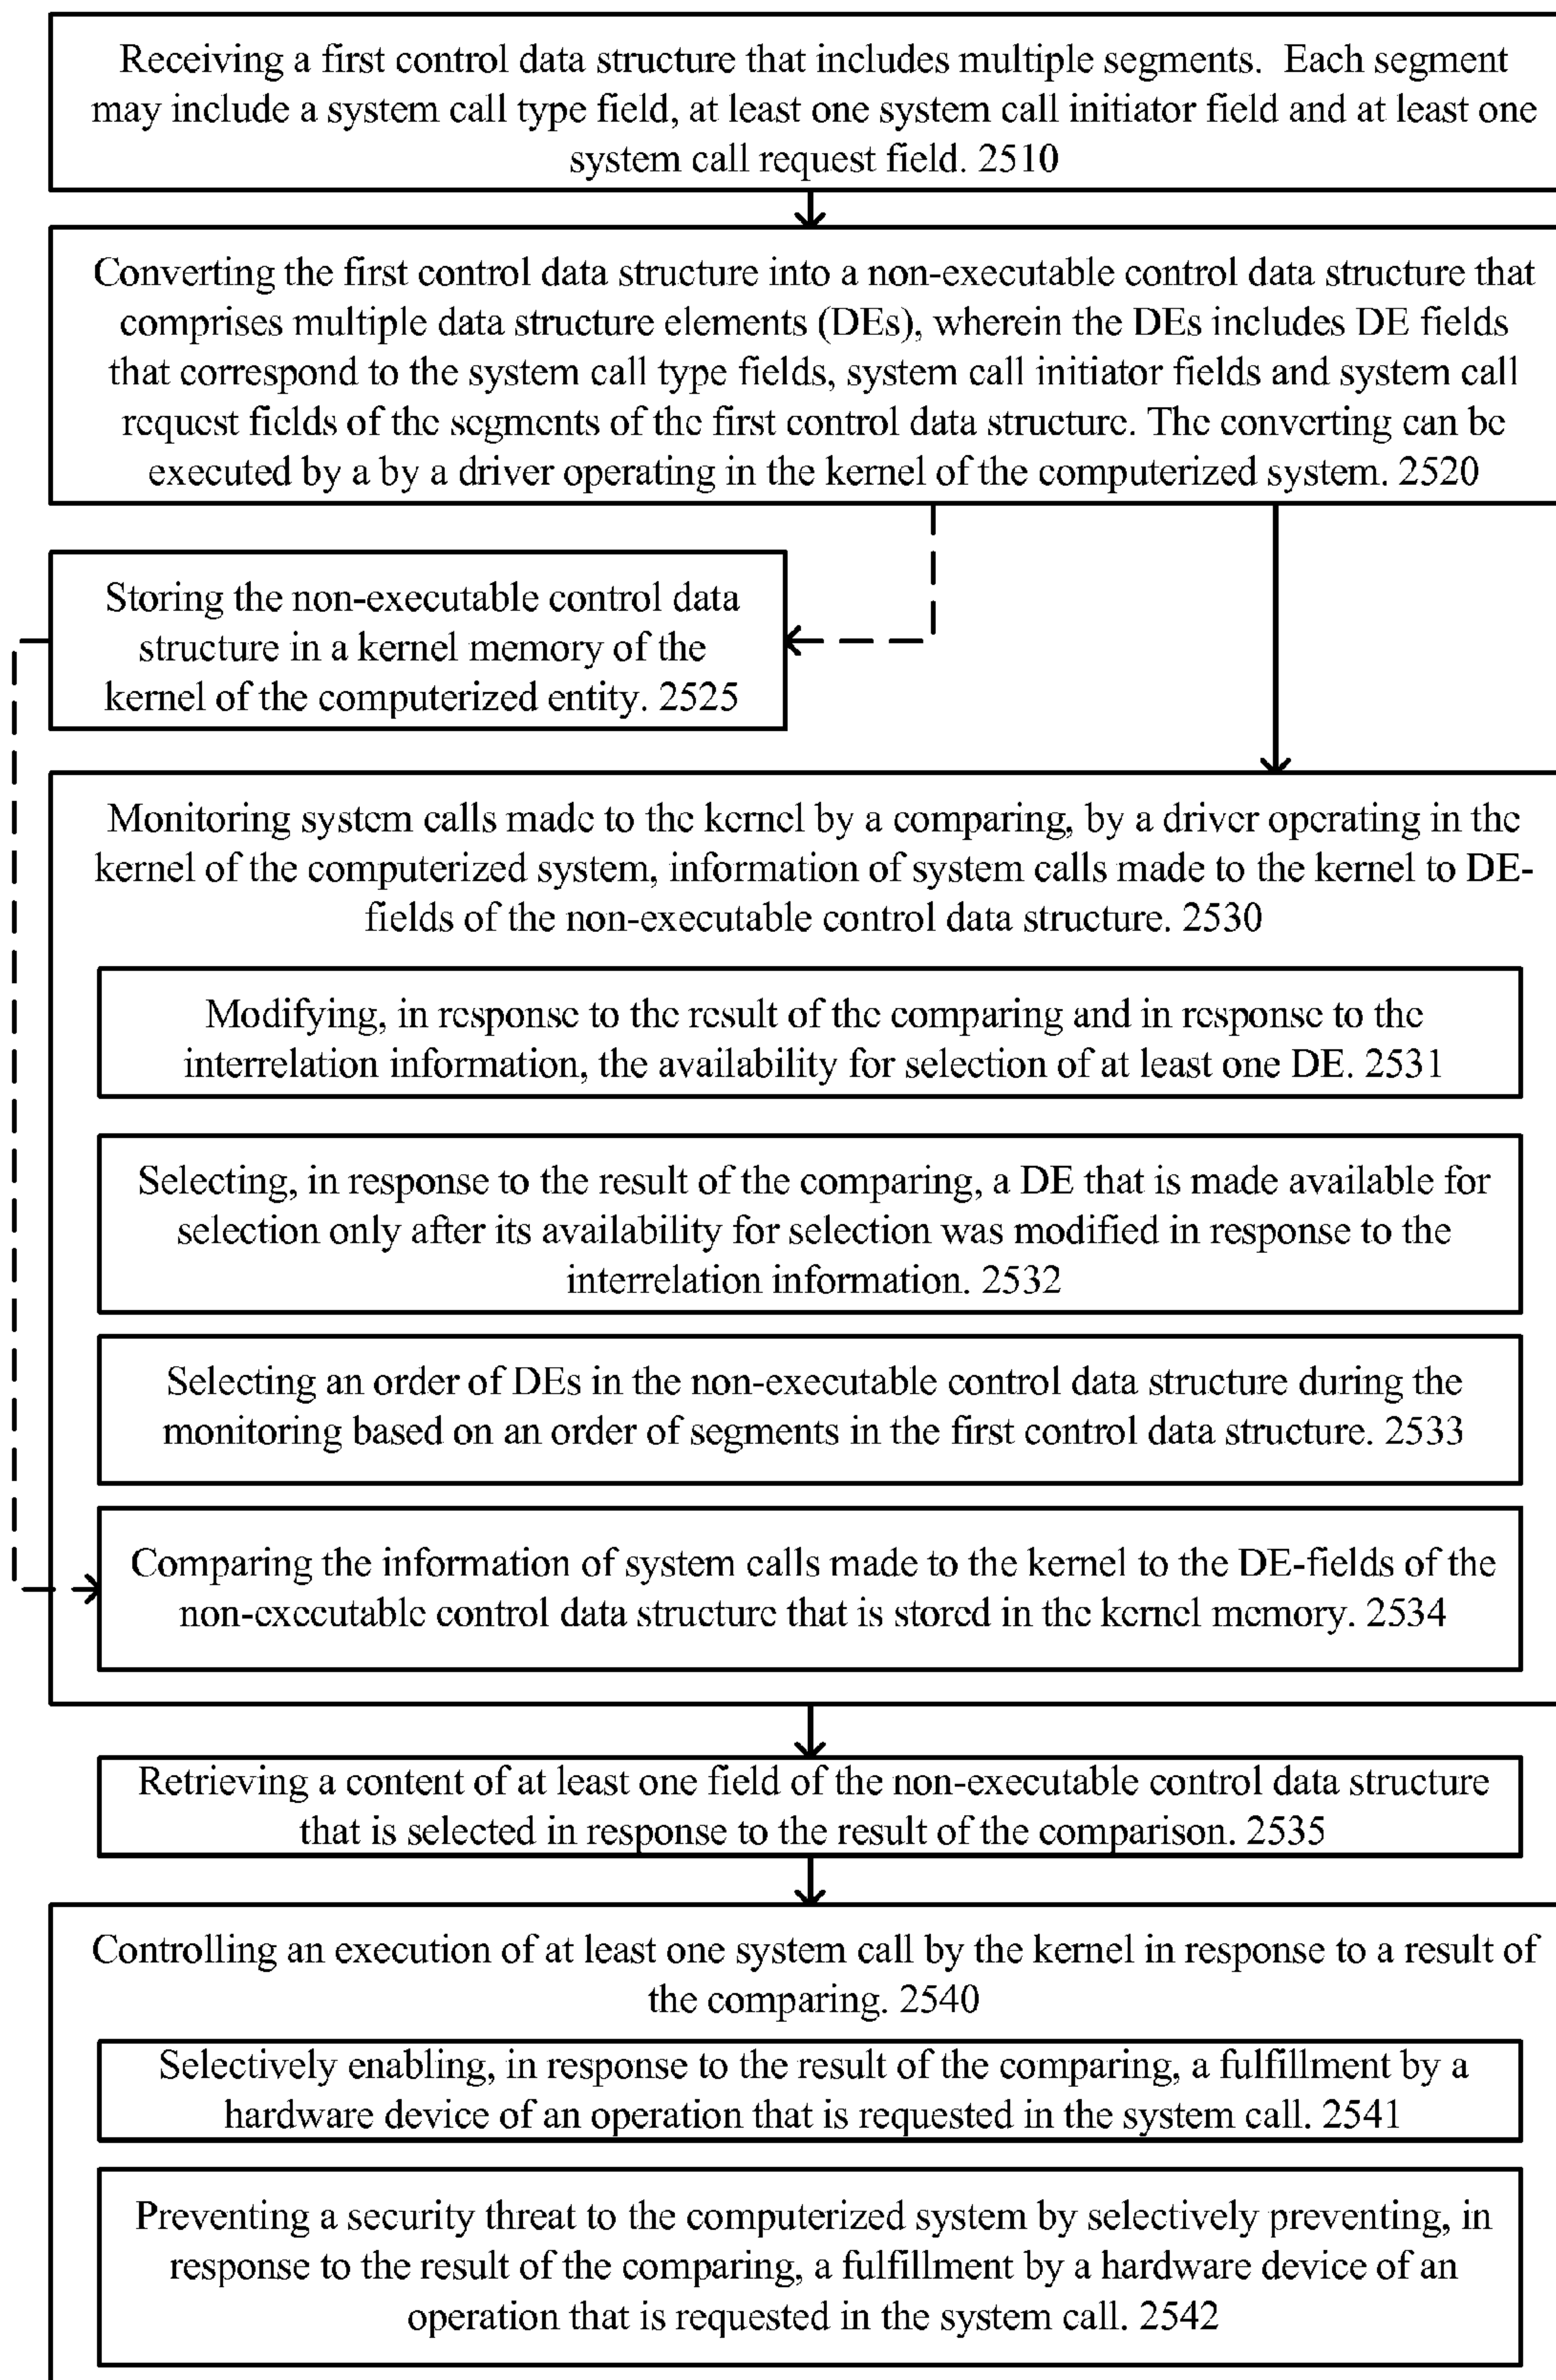 Receiving a first control data structure that includes multiple segments. Each segment
may include a system call type field, at least one system call initiator field and at least one
system call request field. 2510
Converting the first control data structure into a non-executable control data structure that
comprises multiple data structure elements (DEs), wherein the DEs includes DE fields
that correspond to the system call type fields, system call initiator fields and system call
request fields of the segments of the first control data structure. The converting can be
executed by a by a driver operating in the kernel of the computerized system. 2520
Storing the non-executable control data
structure in a kernel memory of the
kernel of the computerized entity. 2525
Monitoring system calls made to the kernel by a comparing, by a driver operating in the
kernel of the computerized system, information of system calls made to the kernel to DE-
fields of the non-executable control data structure. 2530
Modifying, in response to the result of the comparing and in response to the
interrelation information, the availability for selection of at least one DE. 2531
Selecting, in response to the result of the comparing, a DE that is made available for
selection only after its availability for selection was modified in response to the
interrelation information. 2532
Selecting an order of DEs in the non-executable control data structure during the
monitoring based on an order of segments in the first control data structure. 2533
Comparing the information of system calls made to the kernel to the DE-fields of the
non-executable control data structure that is stored in the kernel memory. 2534
Retrieving a content of at least one field of the non-executable control data structure
that is selected in response to the result of the comparison. 2535
Controlling an execution of at least one system call by the kernel in response to a result of
the comparing. 2540
Selectively enabling, in response to the result of the comparing, a fulfillment by a
hardware device of an operation that is requested in the system call. 2541
Preventing a security threat to the computerized system by selectively preventing, in
response to the result of the comparing, a fulfillment by a hardware device of an
operation that is requested in the system call. 2542